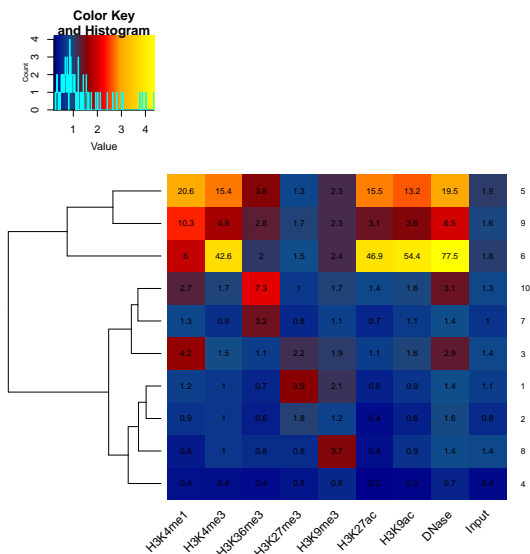 Color Key
and Histogram
Count
0 1 2 3 4
1 2 3 4
Value
20.6 15.4 3.8 1.3 2.3 15.5 13.2 19.5 1.9 5
10.3 4.8 2.8 1.7 2.3 3.1 3.6 6.5 1.6 9
6 42.6 2 1.5 2.4 46.9 54.4 77.5 1.8 6
2.7 1.7 7.3 1 1.7 1.4 1.6 3.1 1.3 10
1.3 0.9 3.2 0.8 1.1 0.7 1.1 1.4 1 7
4.2 1.5 1.1 2.2 1.9 1.1 1.6 2.9 1.4 3
1.2 1 0.7 3.9 2.1 0.6 0.9 1.4 1.1 1
0.9 1 0.6 1.8 1.2 0.4 0.6 1.6 0.8 2
0.6 1 0.8 0.8 3.7 0.4 0.9 1.4 1.4 8
0.4 0.4 0.4 0.5 0.8 0.7 0.4 4
H3K4me1 H3K4me3 H3K36me3 H3K27me3 H3K9me3 H3K27ac H3K9ac DNase Input